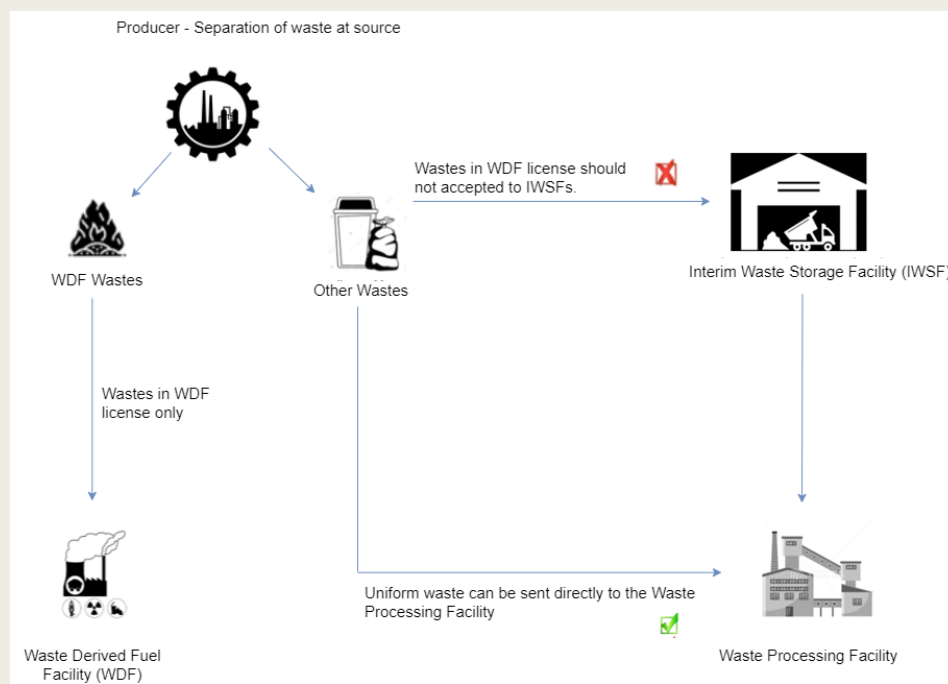 Producer - Separation of waste at source
Wastes in WDF license should
not accepted to IWSFs.
WDF Wastes
Other Wastes
Interim Waste Storage Facility (IWSF)
Wastes in WDF
license only
Uniform waste can be sent directly to the Waste
Processing Facility
Waste Derived Fuel
Facility (WDF)
Waste Processing Facility